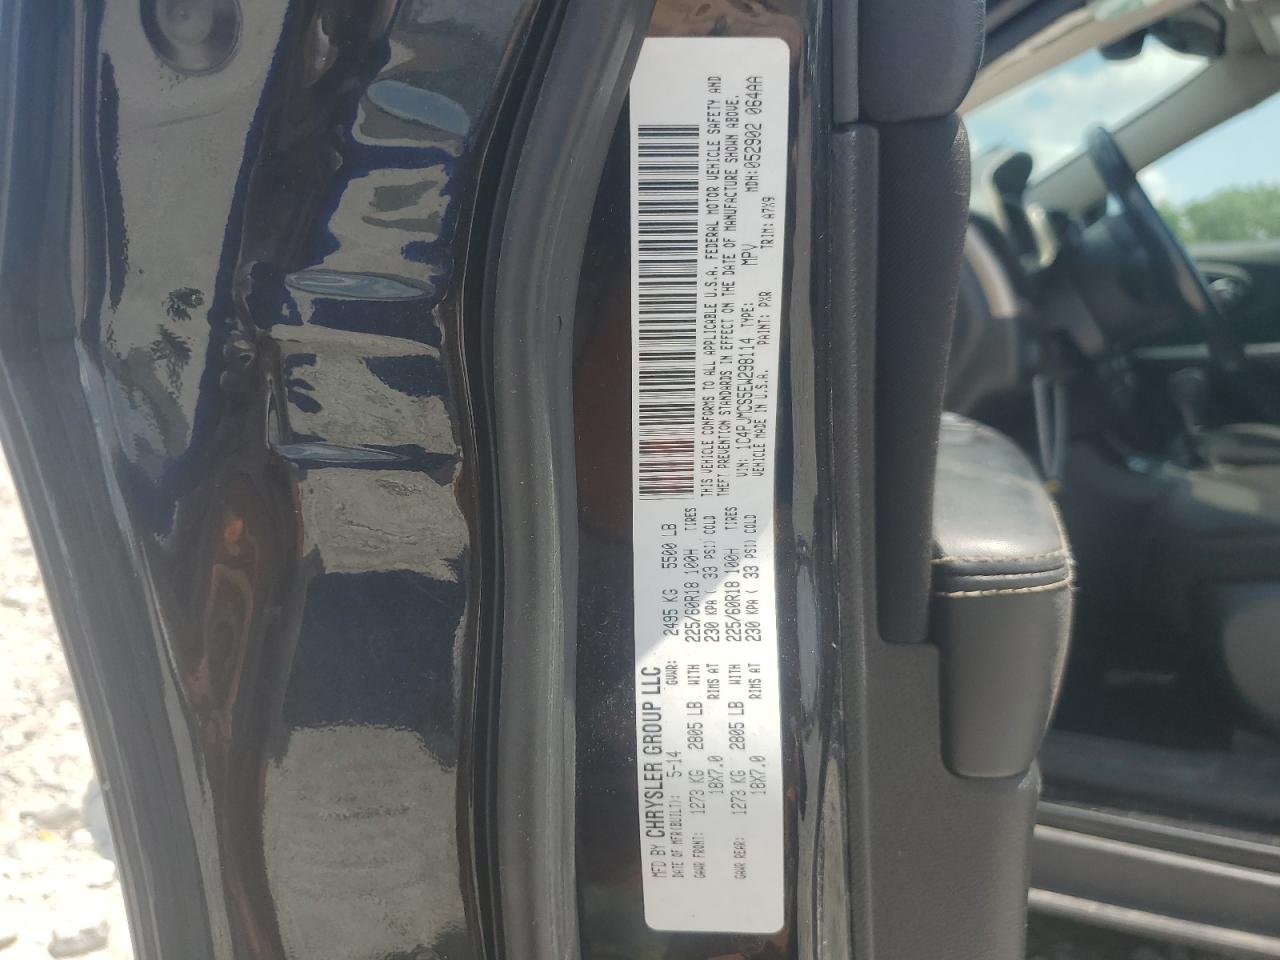 MFD BY CHRYSLER GROUP LLC
DATE OF MFR(BUILT): 5-14 GVWR: 2495 KG 5500 LB
GAWR FRONT: 1273 KG 2805 LB WITH 225/60R18 100H TIRES
18X7.0 RIMS AT 230 KPA ( 33 PSI) COLD
GAWR REAR: 1273 KG 2805 LB WITH 225/60R18 100H TIRES
18X7.0 RIMS AT 230 KPA ( 33 PSI) COLD
THIS VEHICLE CONFORMS TO ALL APPLICABLE U.S.A. FEDERAL MOTOR VEHICLE SAFETY AND
THEFT PREVENTION STANDARDS IN EFFECT ON THE DATE OF MANUFACTURE SHOWN ABOVE.
VIN: 1C4PJMCS5EW298114 TYPE: MPV MDH:052902 064AA
VEHICLE MADE IN U.S.A. PAINT: PXR TRIM: A7X9